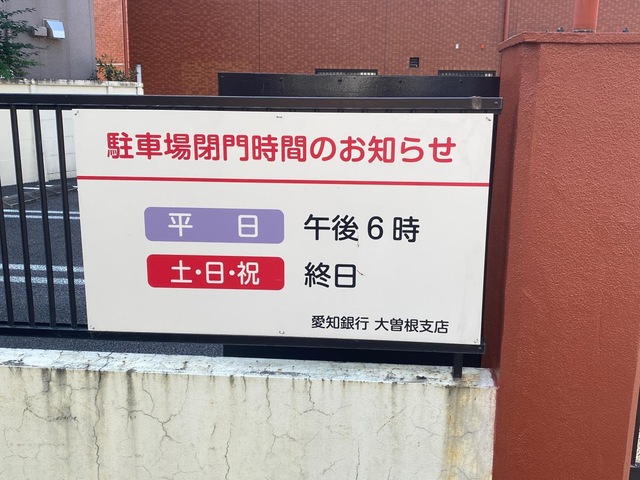 駐車場閉門時間のお知らせ
平日 午後6時
土・日・祝 終日
愛知銀行 大曽根支店